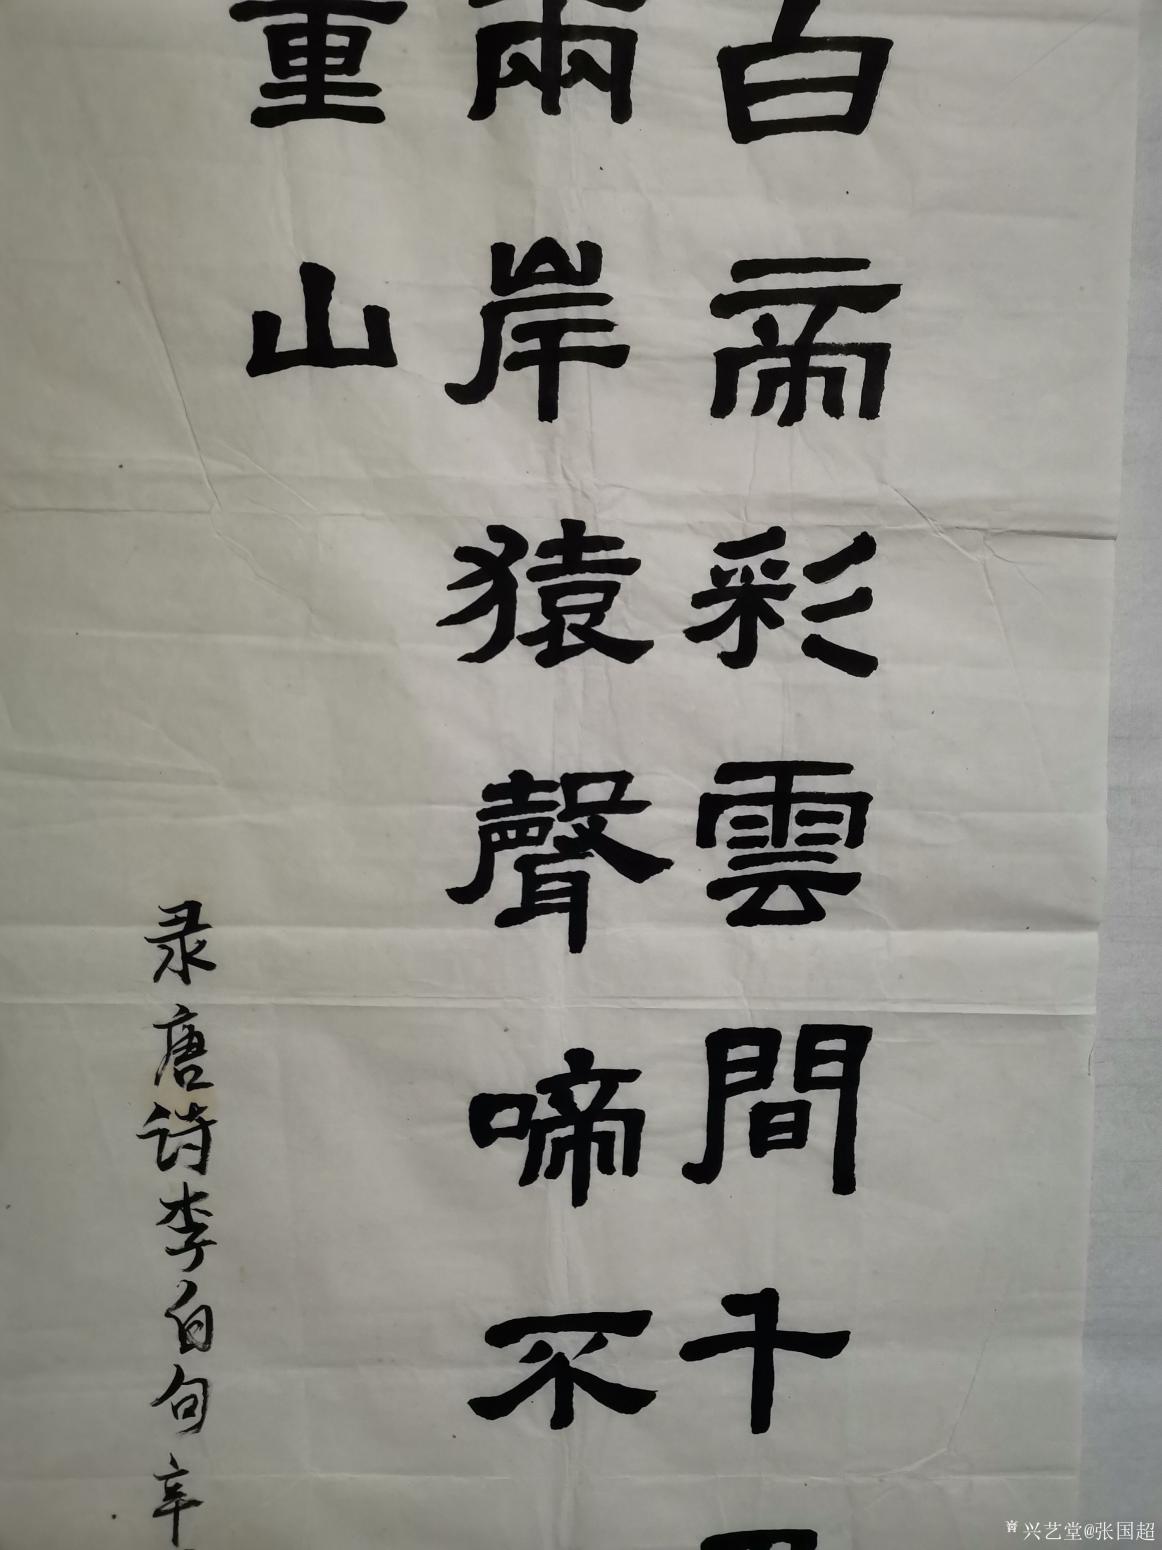 白帝彩雲間千
兩岸猿聲啼不
重山
录唐诗李白句辛
兴艺堂@张国超